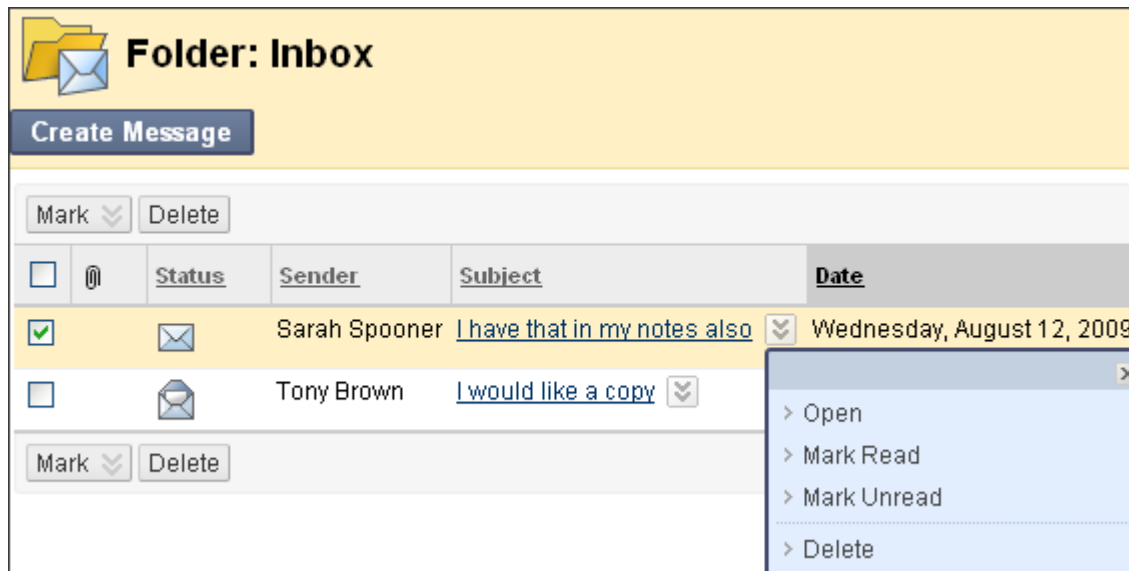 Folder: Inbox
Create Message
Mark Delete
Status Sender Subject Date
Sarah Spooner I have that in my notes also Wednesday, August 12, 2009
Tony Brown I would like a copy
Open
Mark Delete
Mark Read
Mark Unread
Delete